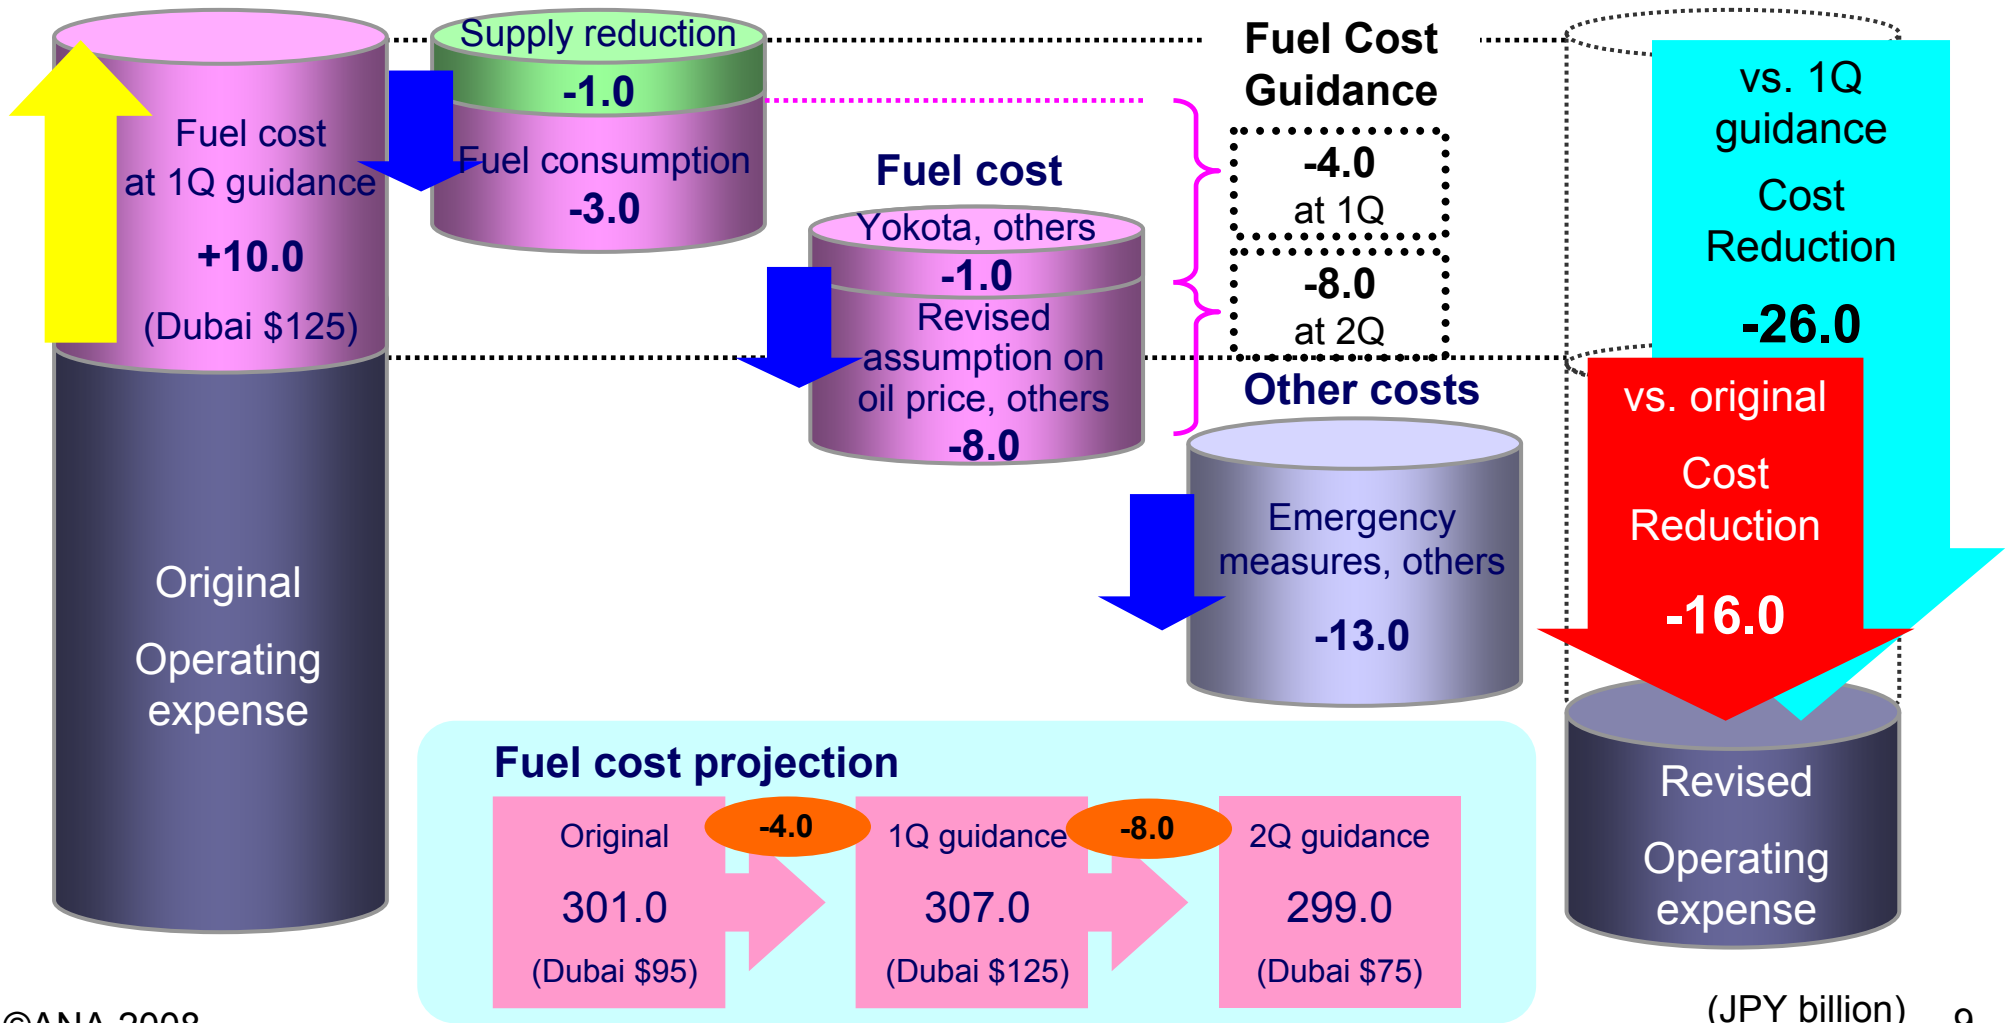 Fuel cost
at 1Q guidance
+10.0
(Dubai $125)
Original
Operating
expense
Supply reduction
-1.0
Fuel consumption
-3.0
Fuel cost
Yokota, others
-1.0
Revised
assumption on
oil price, others
-8.0
Fuel Cost
Guidance
-4.0
at 1Q
-8.0
at 2Q
Other costs
Emergency
measures, others
-13.0
vs. 1Q
guidance
Cost
Reduction
-26.0
vs. original
Cost
Reduction
-16.0
Revised
Operating
expense
Fuel cost projection
Original
301.0
(Dubai $95)
-4.0
1Q guidance
307.0
(Dubai $125)
-8.0
2Q guidance
299.0
(Dubai $75)
(JPY billion)
©ANA 2008
9